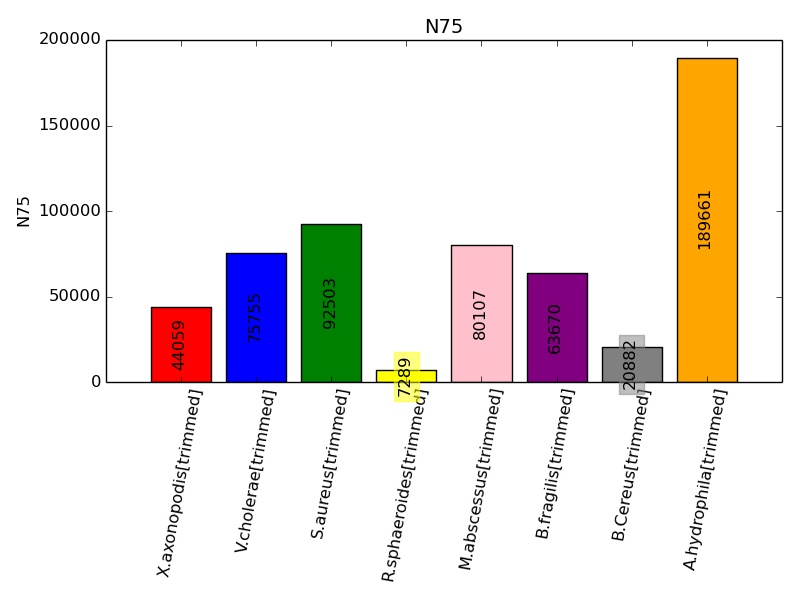 N75
200000
150000
100000
50000
0
N75
44059
75755
92503
7289
80107
63670
20882
189661
X.axonopodis[trimmed]
V.cholerae[trimmed]
S.aureus[trimmed]
R.sphaeroides[trimmed]
M.abscessus[trimmed]
B.fragilis[trimmed]
B.Cereus[trimmed]
A.hydrophila[trimmed]